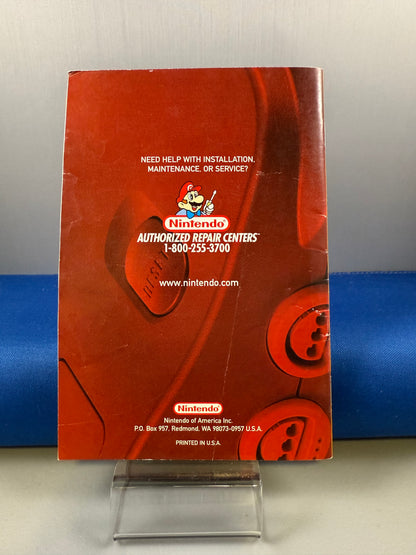 NEED HELP WITH INSTALLATION,
MAINTENANCE, OR SERVICE?
Nintendo®
AUTHORIZED REPAIR CENTERS™
1-800-255-3700
RESET
www.nintendo.com
Nintendo®
Nintendo of America Inc.
P.O. Box 957, Redmond, WA 98073-0957 U.S.A.
PRINTED IN U.S.A.